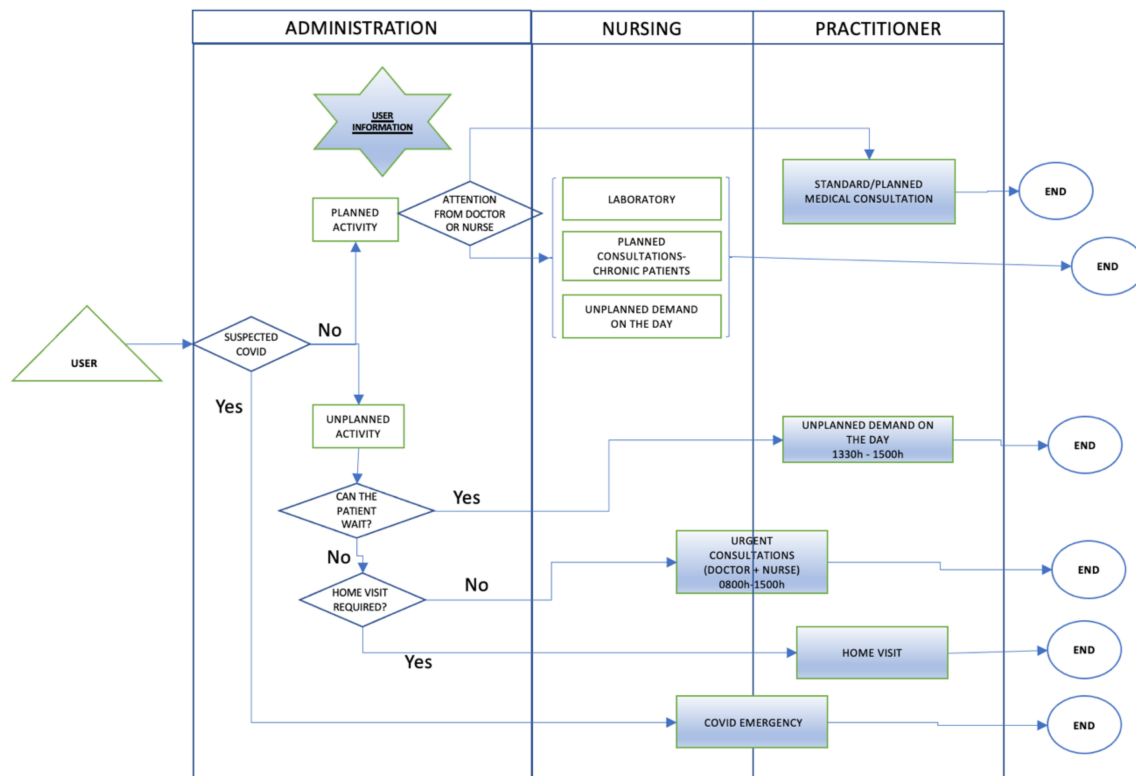 ADMINISTRATION
NURSING
PRACTITIONER
USER
INFORMATION
PLANNED
ACTIVITY
ATTENTION
FROM DOCTOR
OR NURSE
LABORATORY
PLANNED
CONSULTATIONS-
CHRONIC PATIENTS
UNPLANNED DEMAND
ON THE DAY
STANDARD/PLANNED
MEDICAL CONSULTATION
END
END
USER
SUSPECTED
COVID
No
Yes
UNPLANNED
ACTIVITY
CAN THE
PATIENT
WAIT?
Yes
UNPLANNED DEMAND ON
THE DAY
1330h - 1500h
END
No
HOME VISIT
REQUIRED?
No
URGENT
CONSULTATIONS
(DOCTOR + NURSE)
0800h-1500h
END
Yes
HOME VISIT
END
COVID EMERGENCY
END